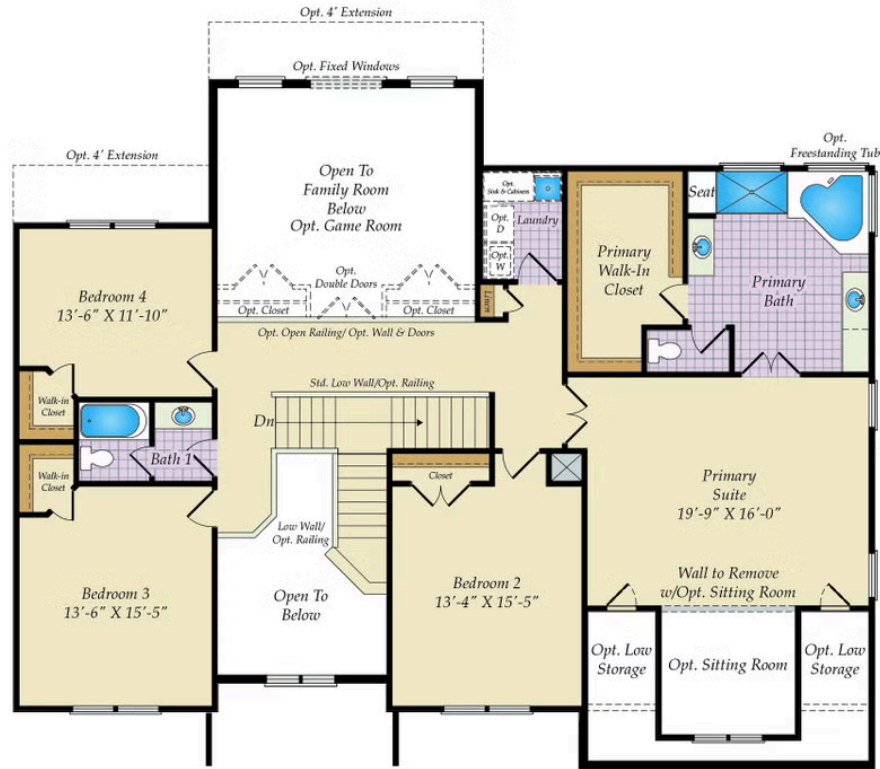 Opt. 4' Extension
Opt. Fixed Windows
Opt. 4' Extension
Opt.
Freestanding Tub
Open To
Family Room
Below
Opt. Game Room
Opt.
Sink & Cabinets
Laundry
Opt.
D
Opt.
W
Seat
Primary
Walk-In
Closet
Primary
Bath
Opt.
Double Doors
Opt. Closet
Opt. Closet
Linen
Bedroom 4
13'-6" X 11'-10"
Opt. Open Railing/ Opt. Wall & Doors
Std. Low Wall/Opt. Railing
Dn
Walk-in
Closet
Bath 1
Walk-in
Closet
Closet
Low Wall/
Opt. Railing
Primary
Suite
19'-9" X 16'-0"
Bedroom 3
13'-6" X 15'-5"
Open To
Below
Bedroom 2
13'-4" X 15'-5"
Wall to Remove
w/Opt. Sitting Room
Opt. Low
Storage
Opt. Sitting Room
Opt. Low
Storage